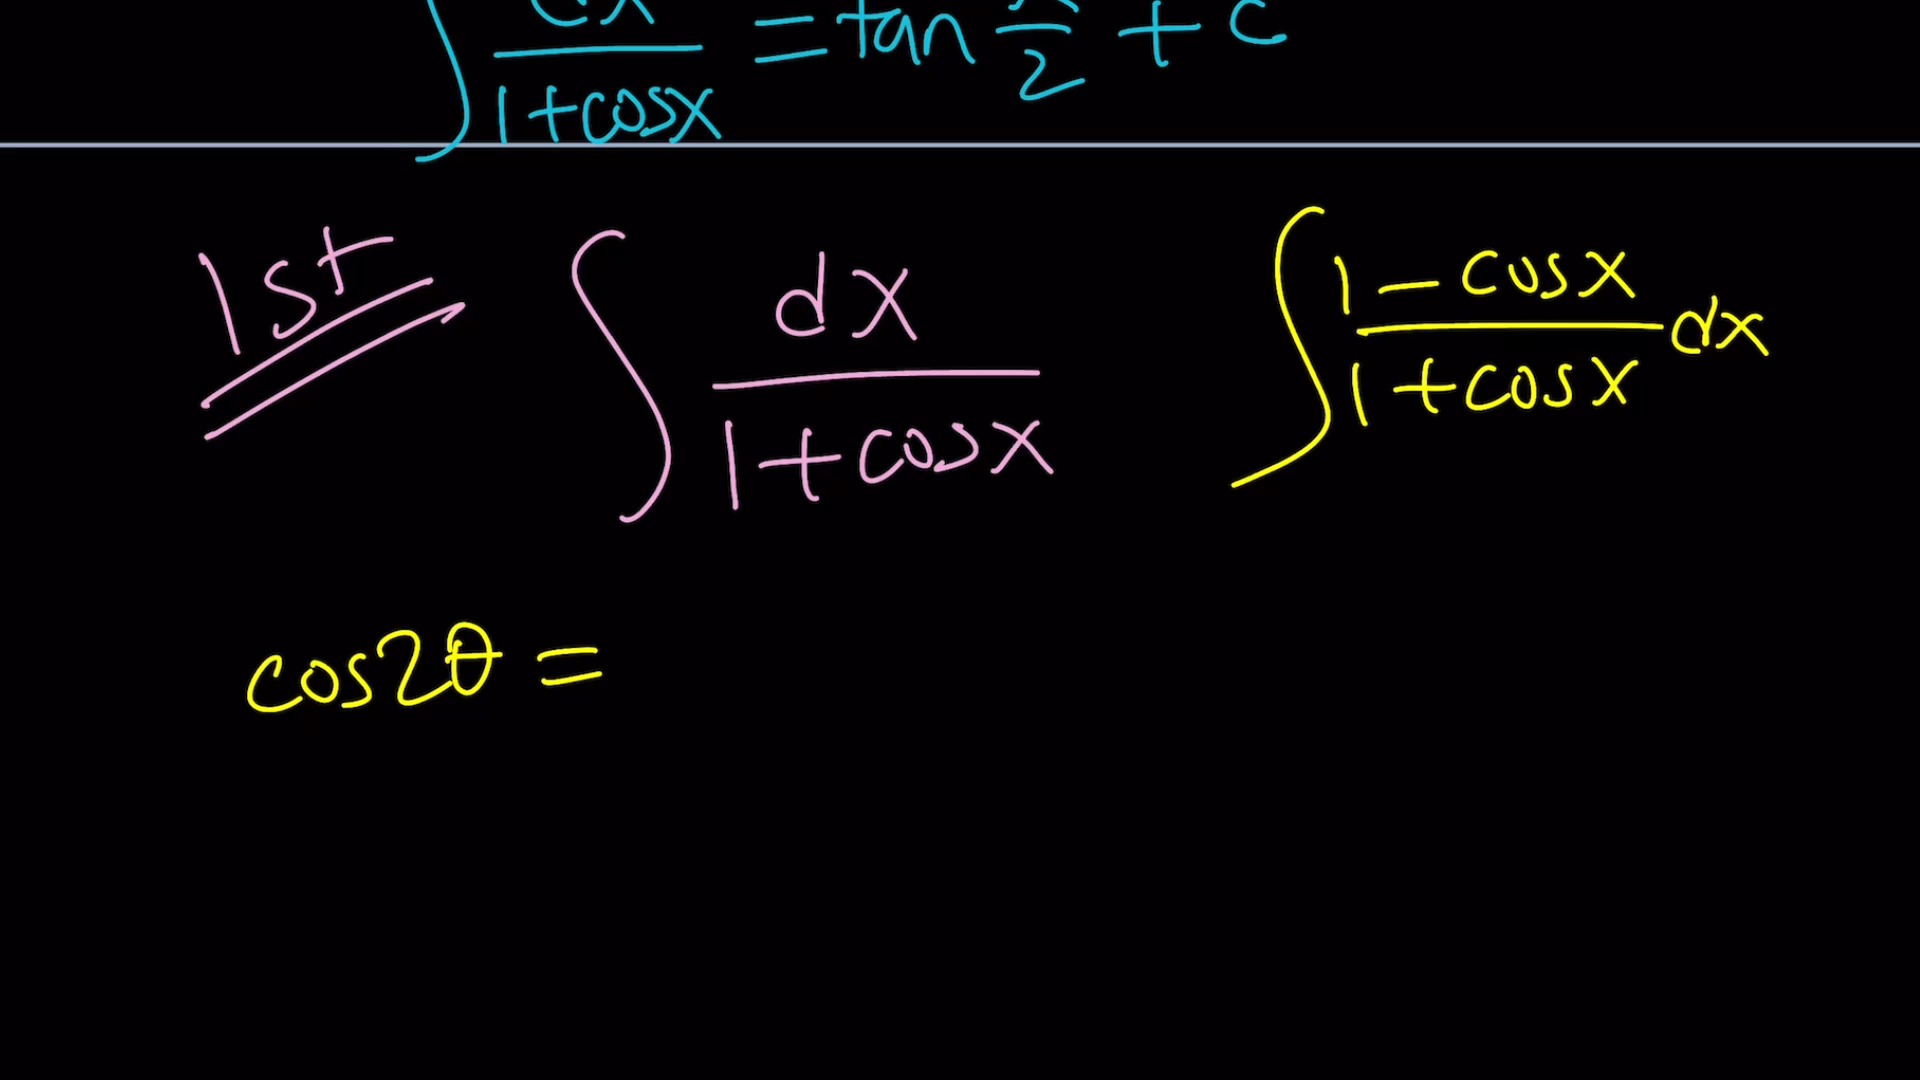 ∫ dx/(1+cosx) = tan x/2 + c
1st ∫ dx/(1+cosx) ∫ (1-cosx)/(1+cosx) dx
cos2θ =